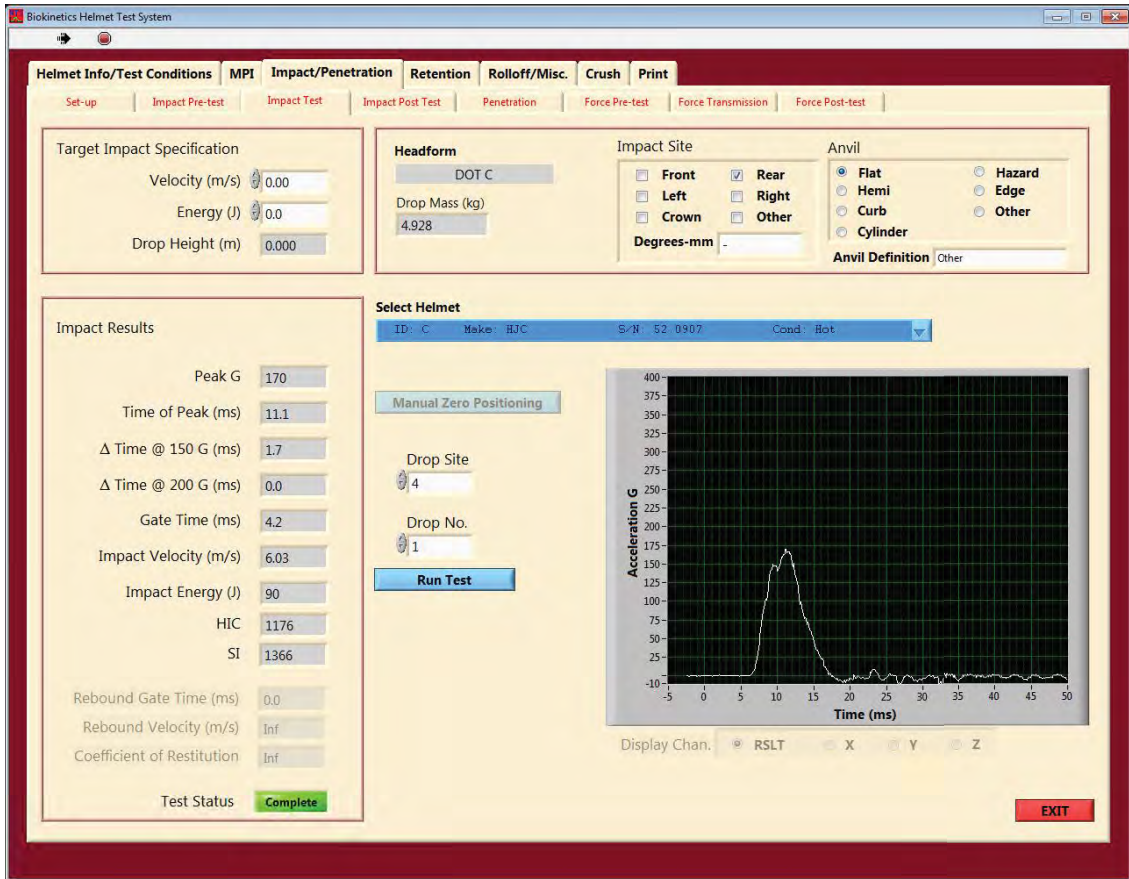 Biokinetics Helmet Test System
Helmet Info/Test Conditions MPI Impact/Penetration Retention Rolloff/Misc. Crush Print
Set-up Impact Pre-test Impact Test Impact Post Test Penetration Force Pre-test Force Transmission Force Post-test
Target Impact Specification
Velocity (m/s) 0.00
Energy (J) 0.0
Drop Height (m) 0.000
Headform
DOT C
Drop Mass (kg)
4.928
Impact Site
Front Rear
Left Right
Crown Other
Degrees-mm -
Anvil
Flat Hazard
Hemi Edge
Curb Other
Cylinder
Anvil Definition Other
Select Helmet
ID: C Make: HJC S/N: 52 0907 Cond: Hot
Impact Results
Peak G 170
Time of Peak (ms) 11.1
Δ Time @ 150 G (ms) 1.7
Δ Time @ 200 G (ms) 0.0
Gate Time (ms) 4.2
Impact Velocity (m/s) 6.03
Impact Energy (J) 90
HIC 1176
SI 1366
Rebound Gate Time (ms) 0.0
Rebound Velocity (m/s) Inf
Coefficient of Restitution Inf
Test Status Complete
Manual Zero Positioning
Drop Site
4
Drop No.
1
Run Test
Acceleration G
400
375
350
325
300
275
250
225
200
175
150
125
100
75
50
25
-10
-5 0 5 10 15 20 25 30 35 40 45 50
Time (ms)
Display Chan. RSLT X Y Z
EXIT